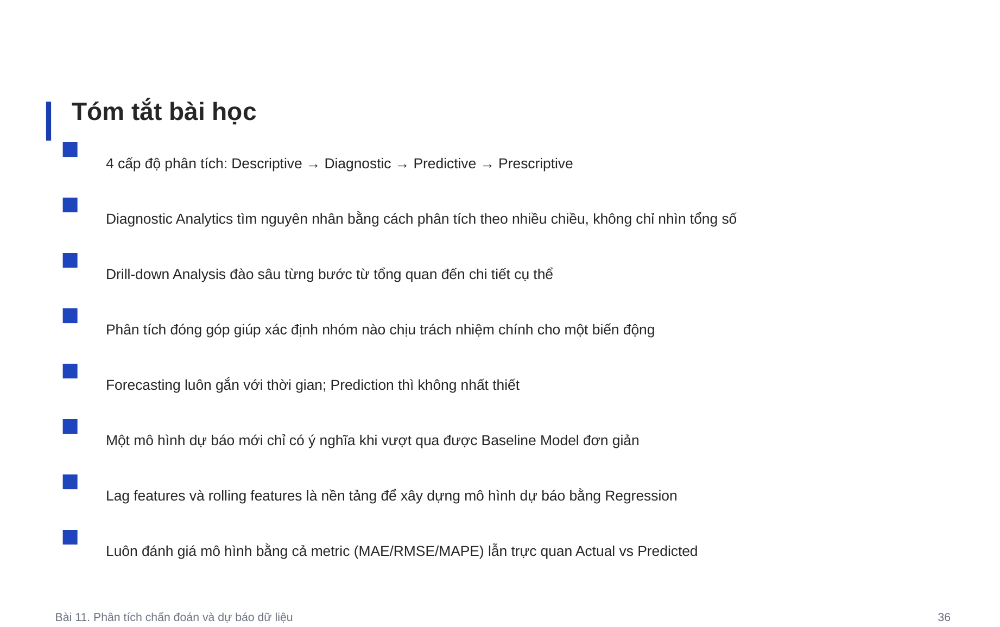 Tóm tắt bài học
4 cấp độ phân tích: Descriptive → Diagnostic → Predictive → Prescriptive
Diagnostic Analytics tìm nguyên nhân bằng cách phân tích theo nhiều chiều, không chỉ nhìn tổng số
Drill-down Analysis đào sâu từng bước từ tổng quan đến chi tiết cụ thể
Phân tích đóng góp giúp xác định nhóm nào chịu trách nhiệm chính cho một biến động
Forecasting luôn gắn với thời gian; Prediction thì không nhất thiết
Một mô hình dự báo mới chỉ có ý nghĩa khi vượt qua được Baseline Model đơn giản
Lag features và rolling features là nền tảng để xây dựng mô hình dự báo bằng Regression
Luôn đánh giá mô hình bằng cả metric (MAE/RMSE/MAPE) lẫn trực quan Actual vs Predicted
Bài 11. Phân tích chẩn đoán và dự báo dữ liệu
36